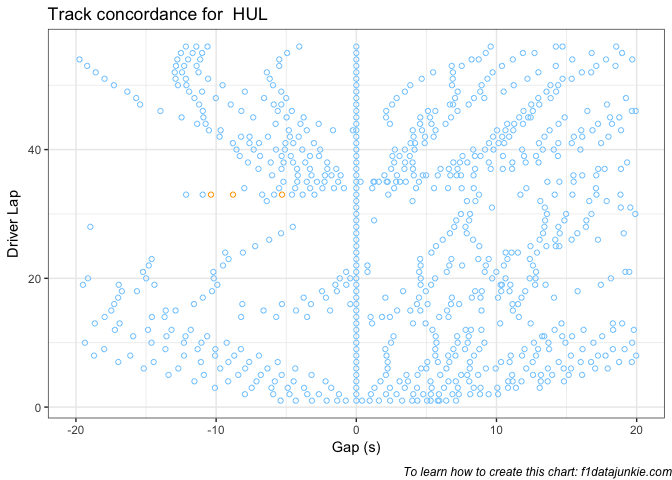 Track concordance for  HUL
40
20
0
-20
-10
0
10
20
Driver Lap
Gap (s)
To learn how to create this chart: f1datajunkie.com